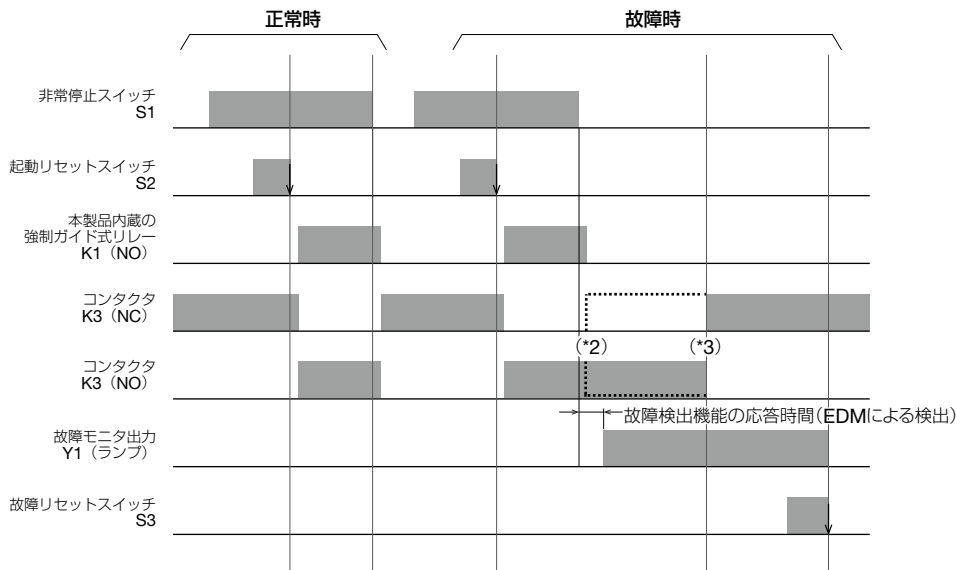 正常時
故障時
非常停止スイッチ
S1
起動リセットスイッチ
S2
本製品内蔵の
強制ガイド式リレー
K1（NO）
コンタクタ
K3（NC）
(*2)
(*3)
コンタクタ
K3（NO）
故障検出機能の応答時間（EDMによる検出）
故障モニタ出力
Y1（ランプ）
故障リセットスイッチ
S3